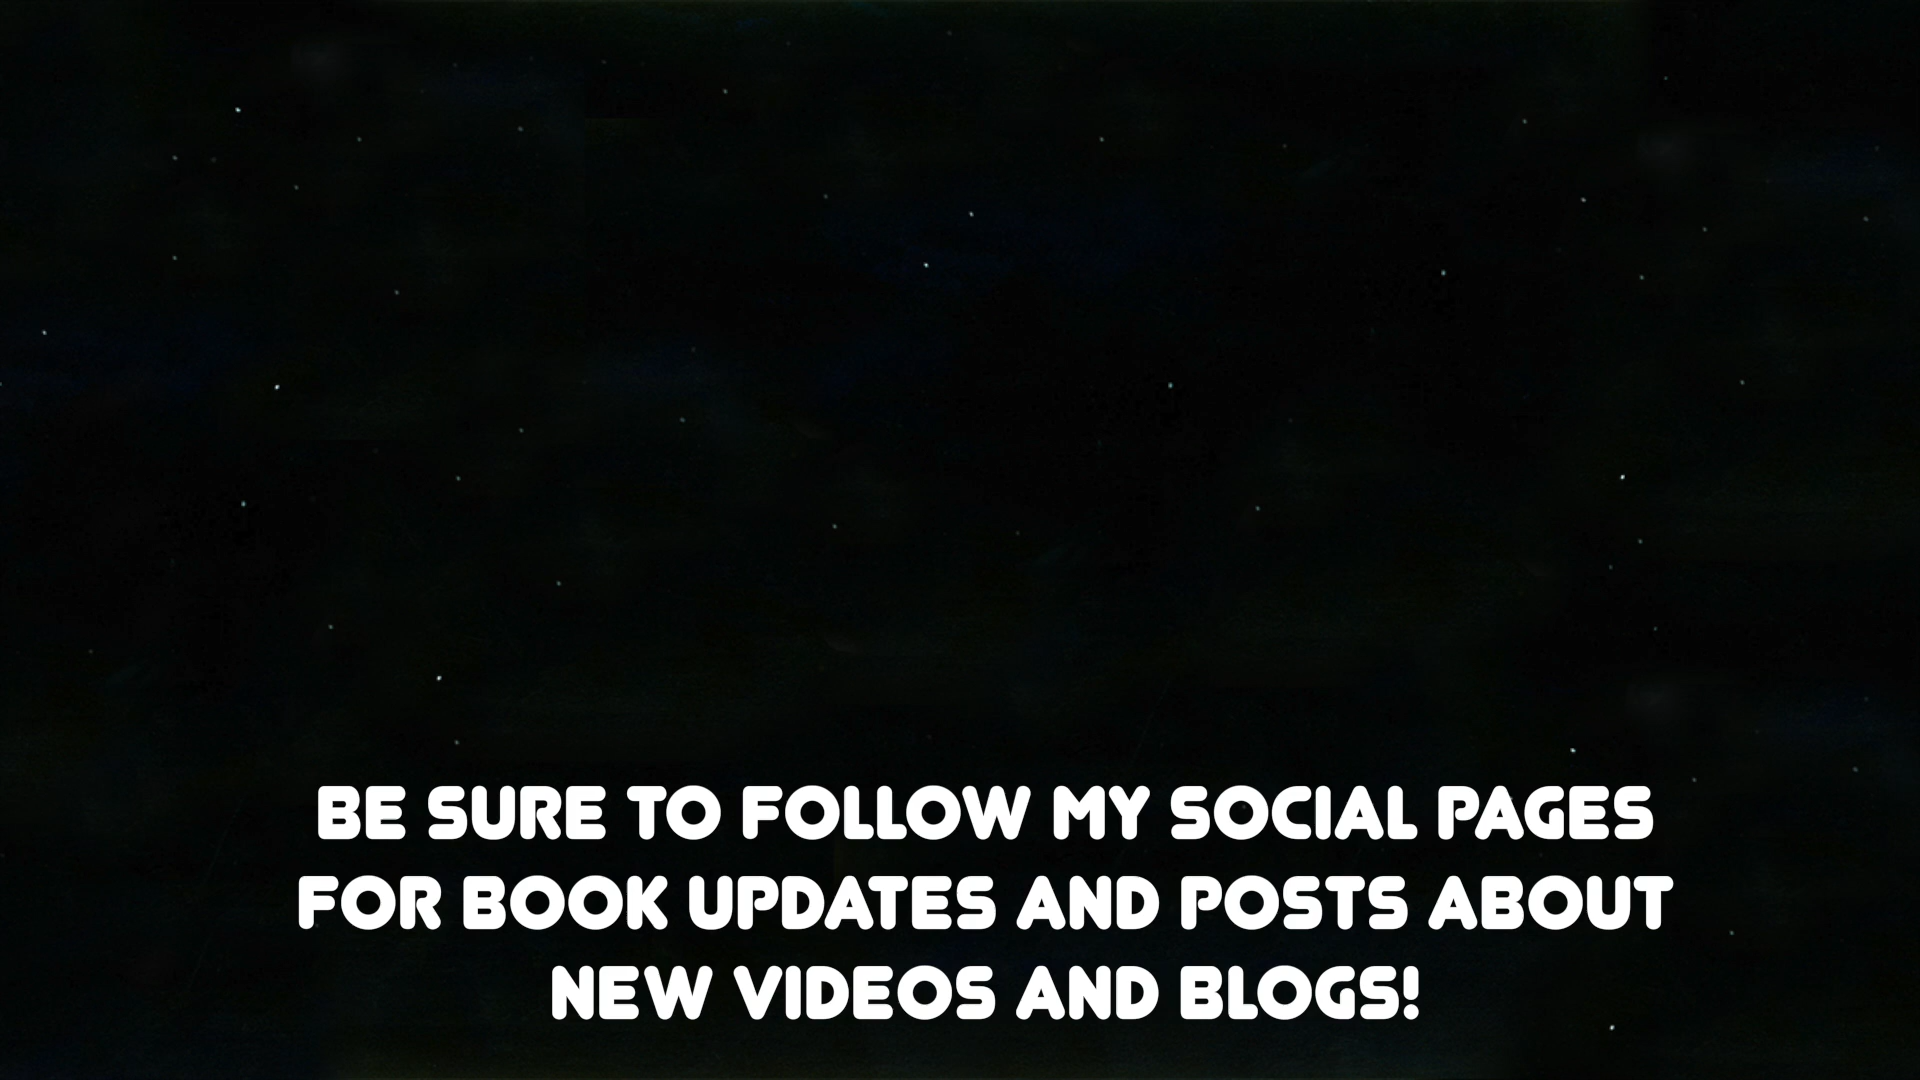 BE SURE TO FOLLOW MY SOCIAL PAGES
FOR BOOK UPDATES AND POSTS ABOUT
NEW VIDEOS AND BLOGS!